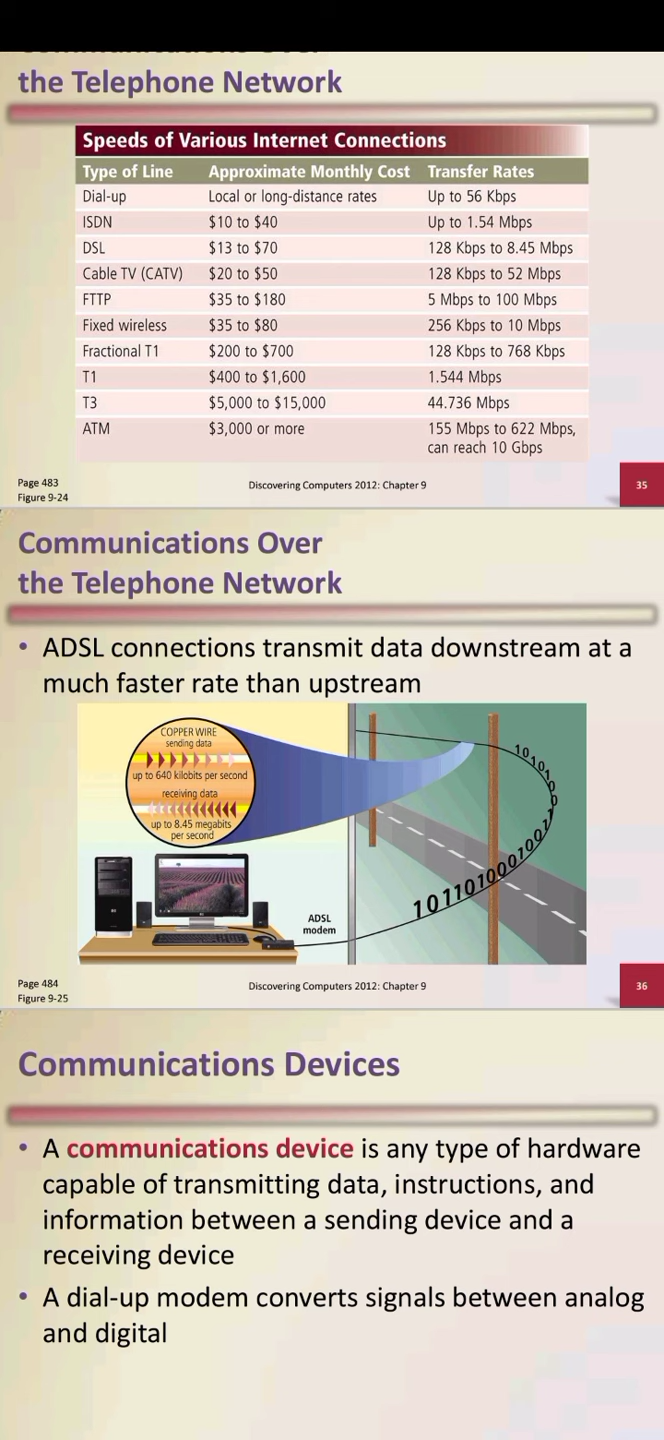 the Telephone Network
Speeds of Various Internet Connections
Type of Line Approximate Monthly Cost Transfer Rates
Dial-up Local or long-distance rates Up to 56 Kbps
ISDN $10 to $40 Up to 1.54 Mbps
DSL $13 to $70 128 Kbps to 8.45 Mbps
Cable TV (CATV) $20 to $50 128 Kbps to 52 Mbps
FTTP $35 to $180 5 Mbps to 100 Mbps
Fixed wireless $35 to $80 256 Kbps to 10 Mbps
Fractional T1 $200 to $700 128 Kbps to 768 Kbps
T1 $400 to $1,600 1.544 Mbps
T3 $5,000 to $15,000 44.736 Mbps
ATM $3,000 or more 155 Mbps to 622 Mbps,
can reach 10 Gbps
Page 483
Figure 9-24
Discovering Computers 2012: Chapter 9
35
Communications Over
the Telephone Network
• ADSL connections transmit data downstream at a
much faster rate than upstream
COPPER WIRE
sending data
up to 640 kilobits per second
receiving data
up to 8.45 megabits
per second
ADSL
modem
Page 484
Figure 9-25
Discovering Computers 2012: Chapter 9
36
Communications Devices
• A communications device is any type of hardware
capable of transmitting data, instructions, and
information between a sending device and a
receiving device
• A dial-up modem converts signals between analog
and digital